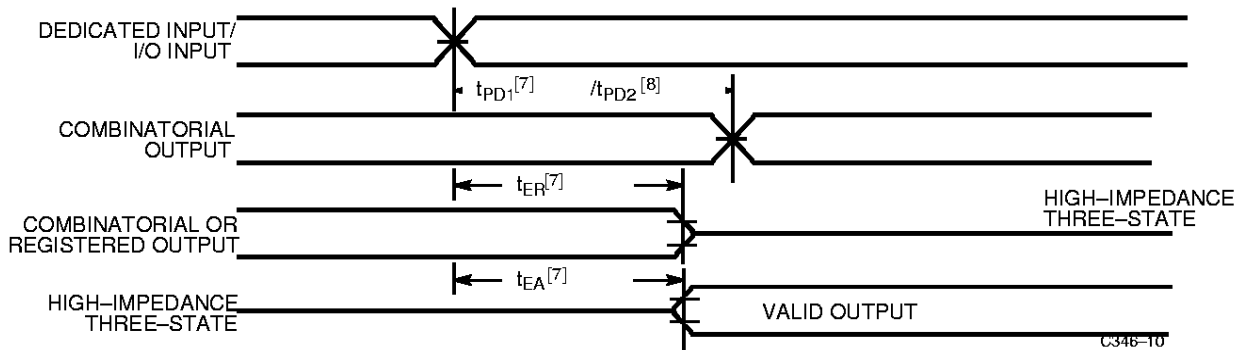 DEDICATED INPUT/
I/O INPUT
tPD1[7] /tPD2[8]
COMBINATORIAL
OUTPUT
tER[7]
HIGH–IMPEDANCE
THREE–STATE
COMBINATORIAL OR
REGISTERED OUTPUT
tEA[7]
HIGH–IMPEDANCE
THREE–STATE
VALID OUTPUT
C346–10